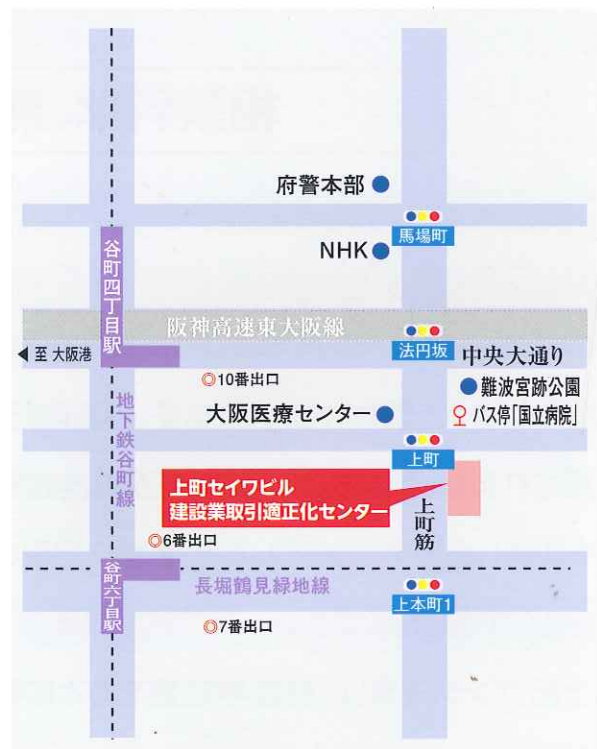 府警本部
馬場町
NHK
谷町四丁目駅
阪神高速東大阪線
◀至 大阪港
法円坂
中央大通り
◎10番出口
難波宮跡公園
地下鉄谷町線
大阪医療センター
バス停「国立病院」
上町
上町セイワビル
建設業取引適正化センター
上町筋
◎6番出口
谷町六丁目駅
長堀鶴見緑地線
上本町1
◎7番出口